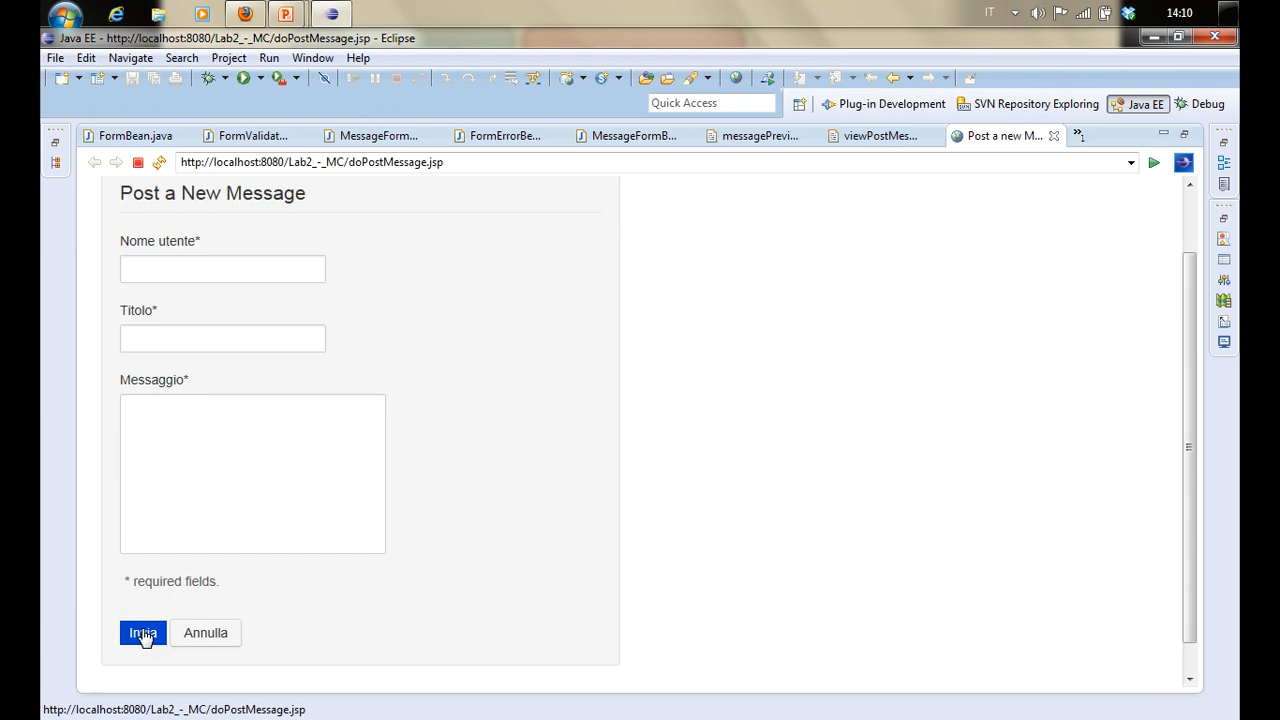 IT
14:10
Java EE - http://localhost:8080/Lab2_-_MC/doPostMessage.jsp - Eclipse
File Edit Navigate Search Project Run Window Help
Quick Access
Plug-in Development
SVN Repository Exploring
Java EE
Debug
FormBean.java
FormValidat...
MessageForm...
FormErrorBe...
MessageFormB...
messagePrevi...
viewPostMes...
Post a new M...
1
http://localhost:8080/Lab2_-_MC/doPostMessage.jsp
Post a New Message
Nome utente*
Titolo*
Messaggio*
* required fields.
Invia
Annulla
http://localhost:8080/Lab2_-_MC/doPostMessage.jsp